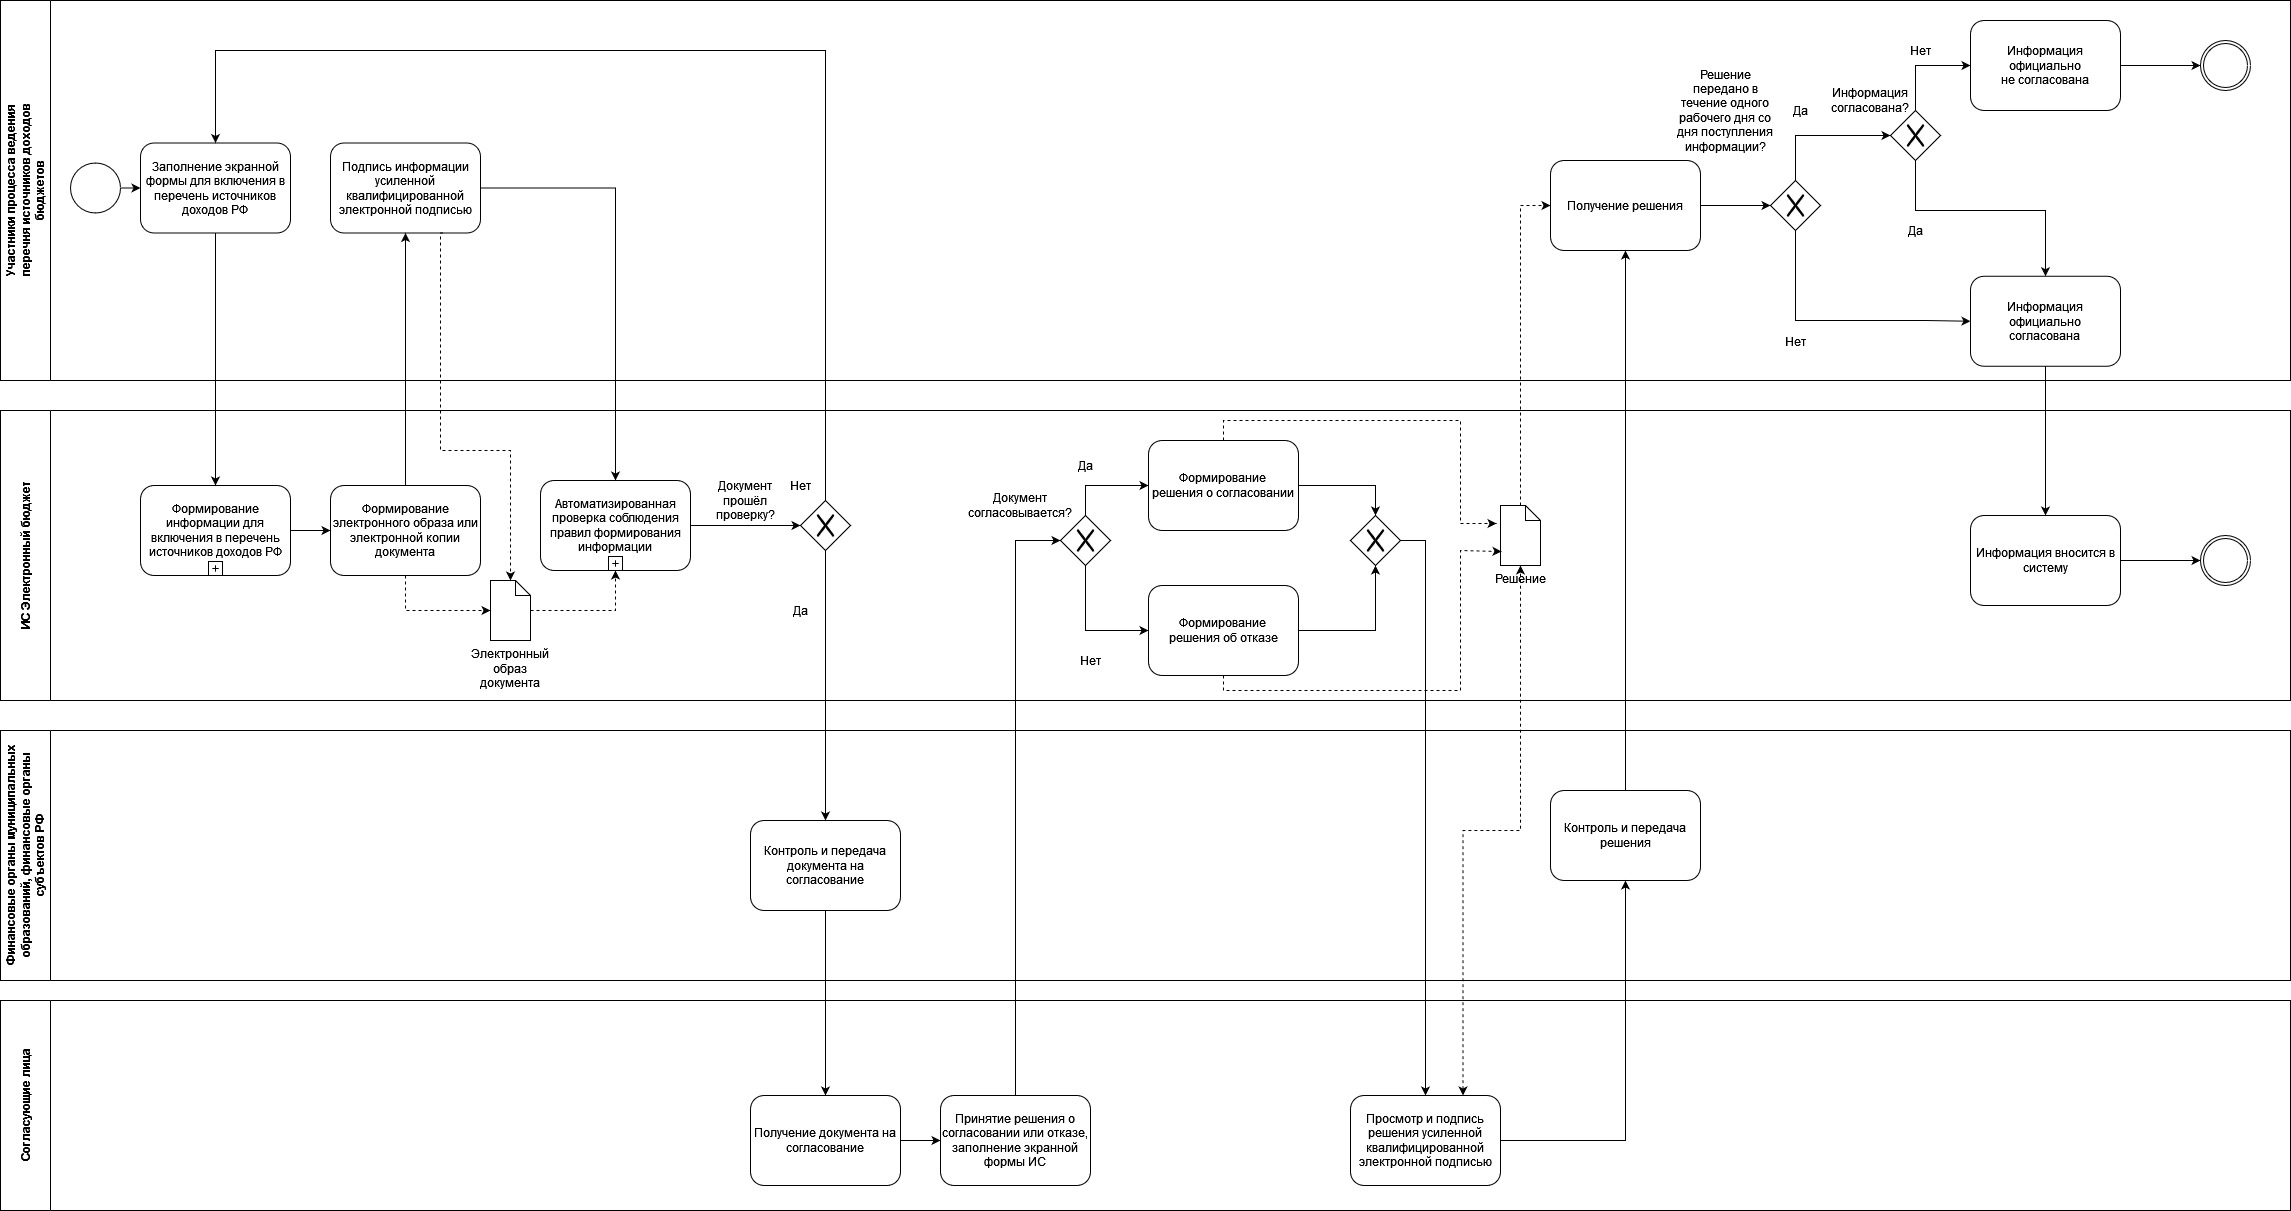 Участники процесса ведения
перечня источников доходов
бюджетов
Заполнение экранной
формы для включения в
перечень источников
доходов РФ
Подпись информации
усиленной
квалифицированной
электронной подписью
Получение решения
Решение
передано в
течение одного
рабочего дня со
дня поступления
информации?
Да
Нет
Информация
согласована?
Нет
Да
Информация
официально
не согласована
Информация
официально
согласована
ИС Электронный бюджет
Формирование
информации для
включения в перечень
источников доходов РФ
Формирование
электронного образа или
электронной копии
документа
Электронный
образ
документа
Автоматизированная
проверка соблюдения
правил формирования
информации
Документ
прошёл
проверку?
Нет
Да
Документ
согласовывается?
Да
Нет
Формирование
решения о согласовании
Формирование
решения об отказе
Решение
Информация вносится в
систему
Финансовые органы муниципальных
образований, финансовые органы
субъектов РФ
Контроль и передача
документа на
согласование
Контроль и передача
решения
Согласующие лица
Получение документа на
согласование
Принятие решения о
согласовании или отказе,
заполнение экранной
формы ИС
Просмотр и подпись
решения усиленной
квалифицированной
электронной подписью